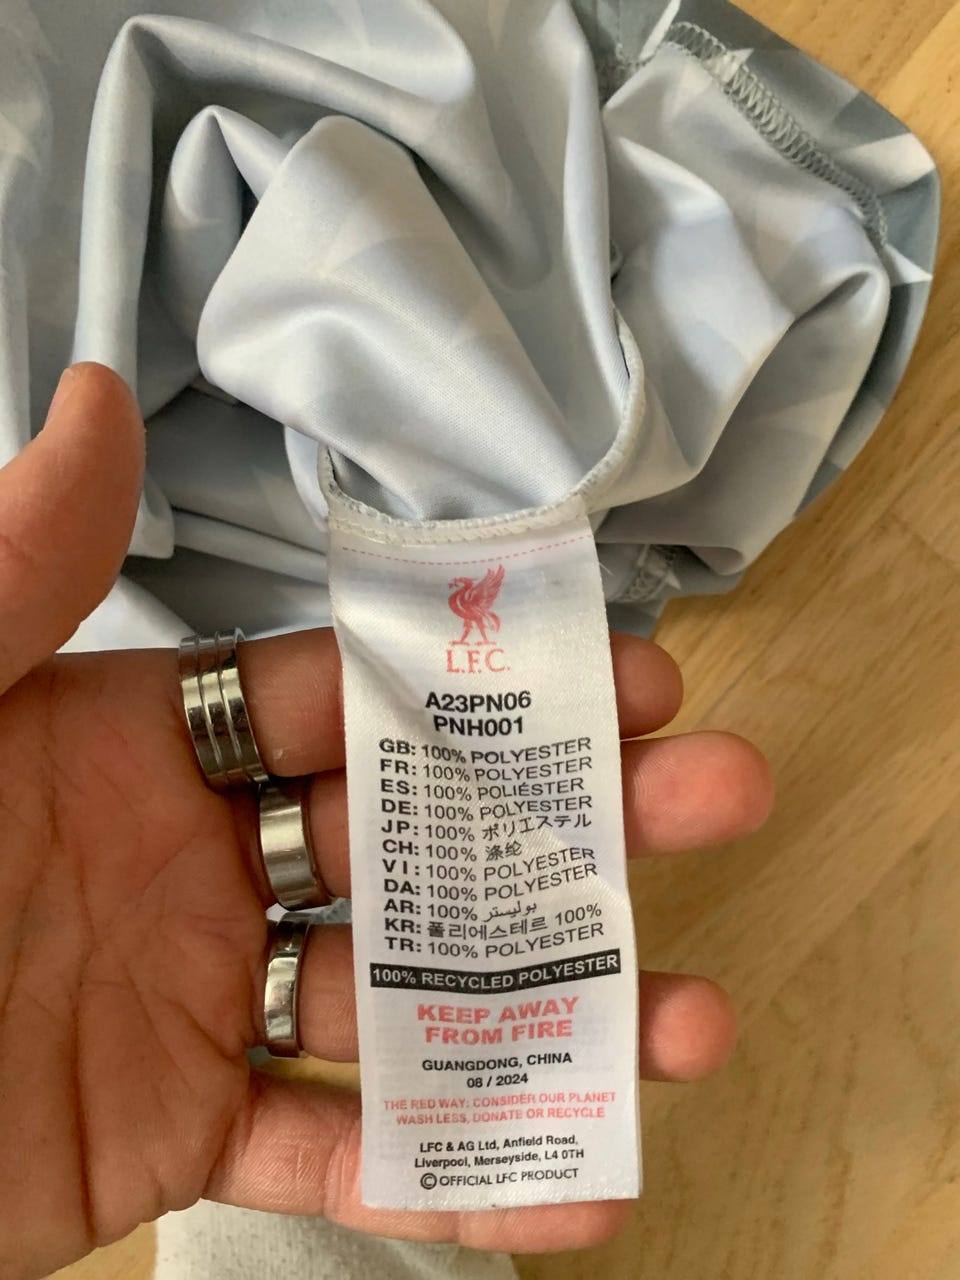 L.F.C.
A23PN06
PNH001
GB: 100% POLYESTER
FR: 100% POLYESTER
ES: 100% POLIÉSTER
DE: 100% POLYESTER
JP: 100% ポリエステル
CH: 100% 涤纶
VI: 100% POLYESTER
DA: 100% POLYESTER
AR: 100% بوليستر
KR: 폴리에스테르 100%
TR: 100% POLYESTER
100% RECYCLED POLYESTER
KEEP AWAY
FROM FIRE
GUANGDONG, CHINA
08 / 2024
THE RED WAY: CONSIDER OUR PLANET
WASH LESS, DONATE OR RECYCLE
LFC & AG Ltd, Anfield Road,
Liverpool, Merseyside, L4 0TH
© OFFICIAL LFC PRODUCT